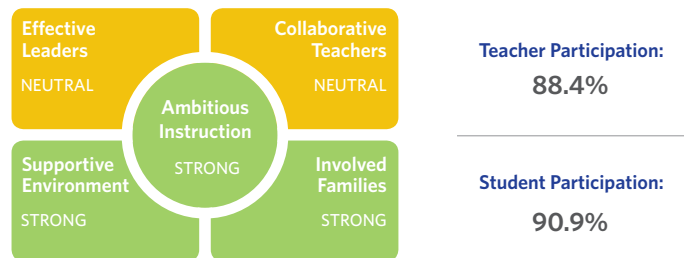 Effective
Leaders
NEUTRAL
Collaborative
Teachers
NEUTRAL
Ambitious
Instruction
STRONG
Supportive
Environment
STRONG
Involved
Families
STRONG
Teacher Participation:
88.4%
Student Participation:
90.9%